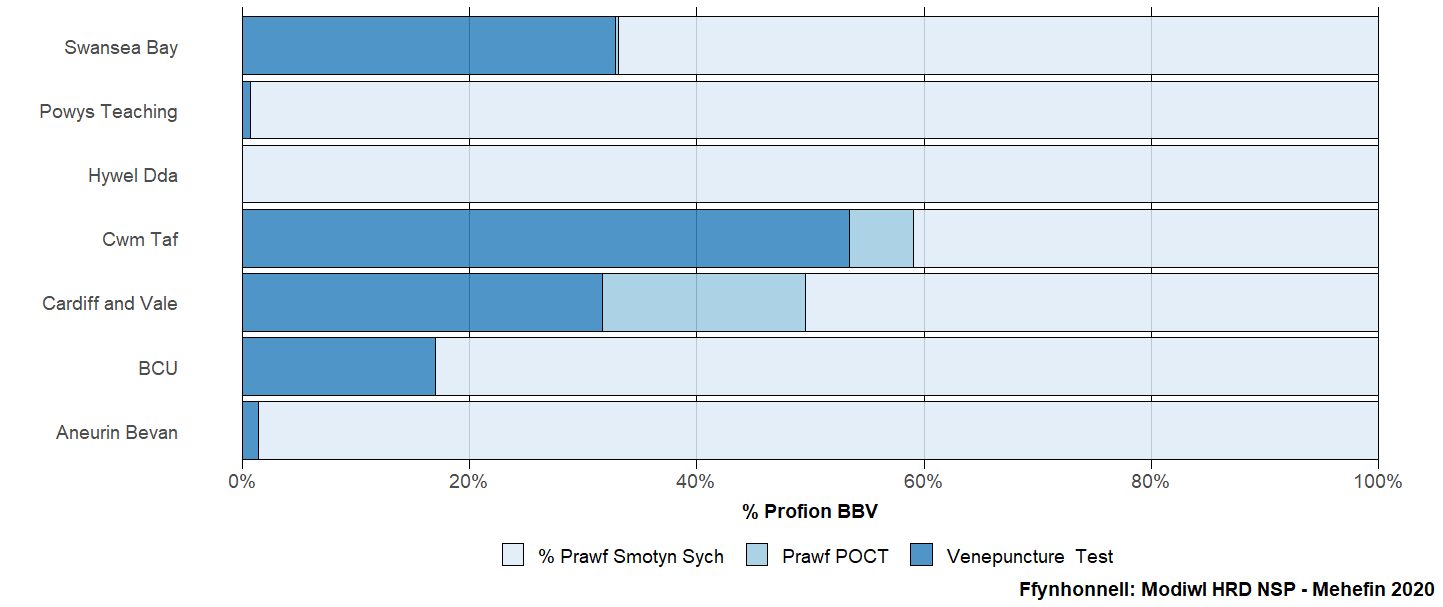 Swansea Bay
Powys Teaching
Hywel Dda
Cwm Taf
Cardiff and Vale
BCU
Aneurin Bevan
0% 20% 40% 60% 80% 100%
% Profion BBV
% Prawf Smotyn Sych Prawf POCT Venepuncture Test
Ffynhonnell: Modiwl HRD NSP - Mehefin 2020